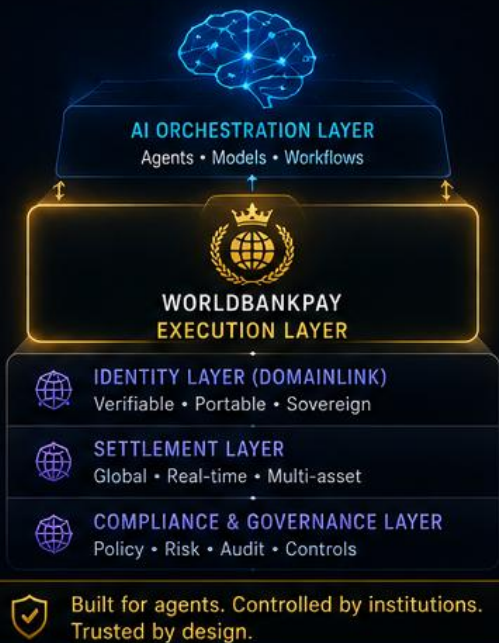 AI ORCHESTRATION LAYER
Agents • Models • Workflows
WORLDBANKPAY
EXECUTION LAYER
IDENTITY LAYER (DOMAINLINK)
Verifiable • Portable • Sovereign
SETTLEMENT LAYER
Global • Real-time • Multi-asset
COMPLIANCE & GOVERNANCE LAYER
Policy • Risk • Audit • Controls
Built for agents. Controlled by institutions.
Trusted by design.